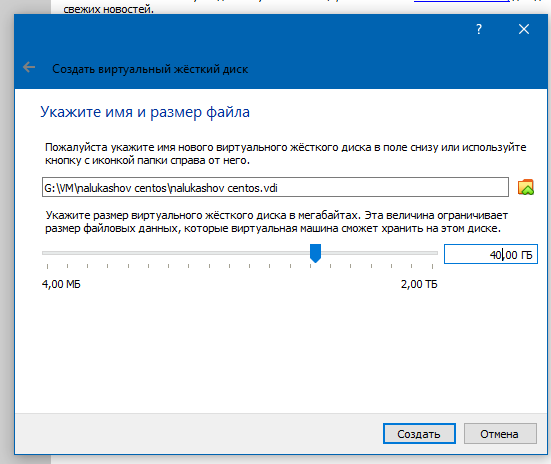 свежих новостей.
?
Создать виртуальный жёсткий диск
Укажите имя и размер файла
Пожалуйста укажите имя нового виртуального жёсткого диска в поле снизу или используйте
кнопку с иконкой папки справа от него.
G:\VM\nalukashov centos\nalukashov centos.vdi
Укажите размер виртуального жёсткого диска в мегабайтах. Эта величина ограничивает
размер файловых данных, которые виртуальная машина сможет хранить на этом диске.
40,00 ГБ
4,00 МБ 2,00 ТБ
Создать Отмена